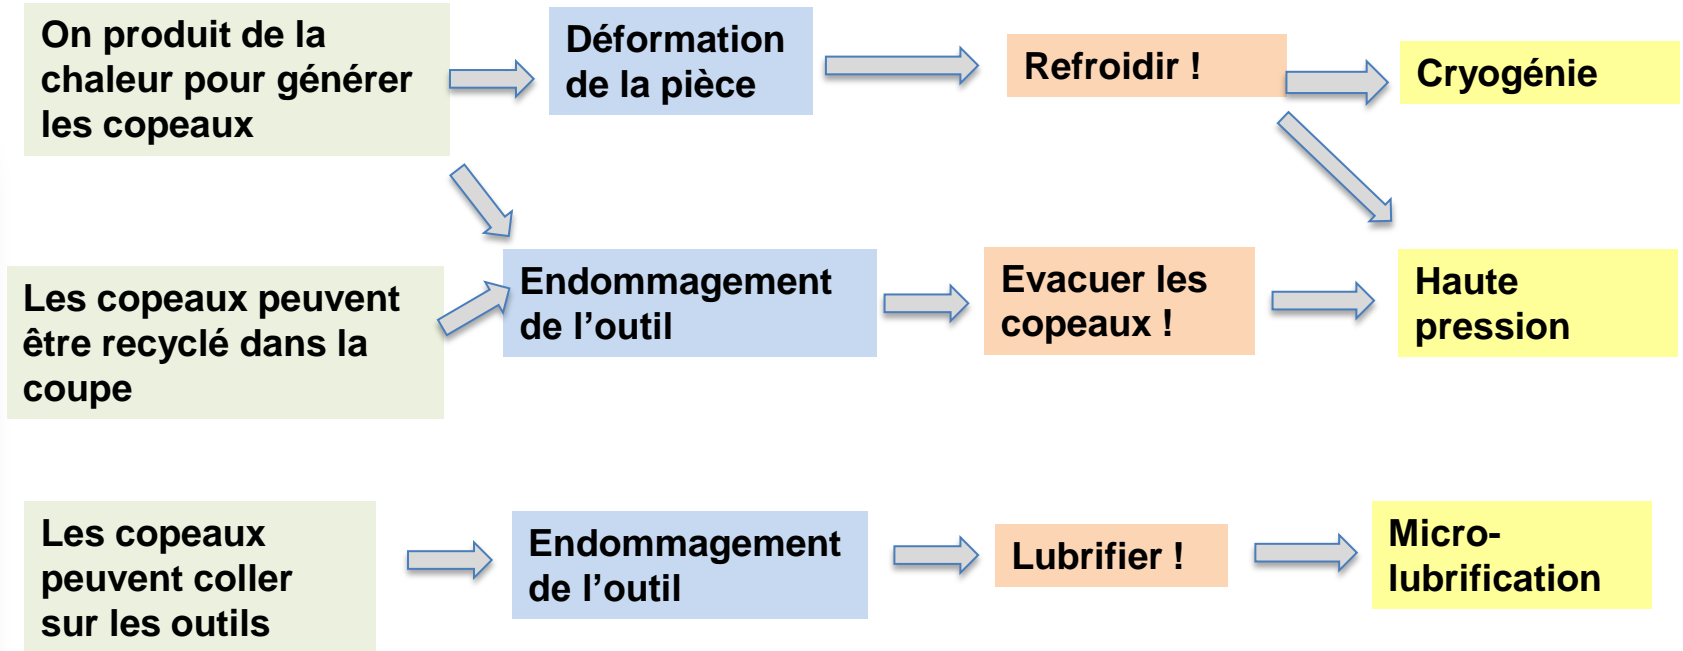 On produit de la
chaleur pour générer
les copeaux
Déformation
de la pièce
Refroidir !
Cryogénie
Les copeaux peuvent
être recyclé dans la
coupe
Endommagement
de l’outil
Evacuer les
copeaux !
Haute
pression
Les copeaux
peuvent coller
sur les outils
Endommagement
de l’outil
Lubrifier !
Micro-
lubrification